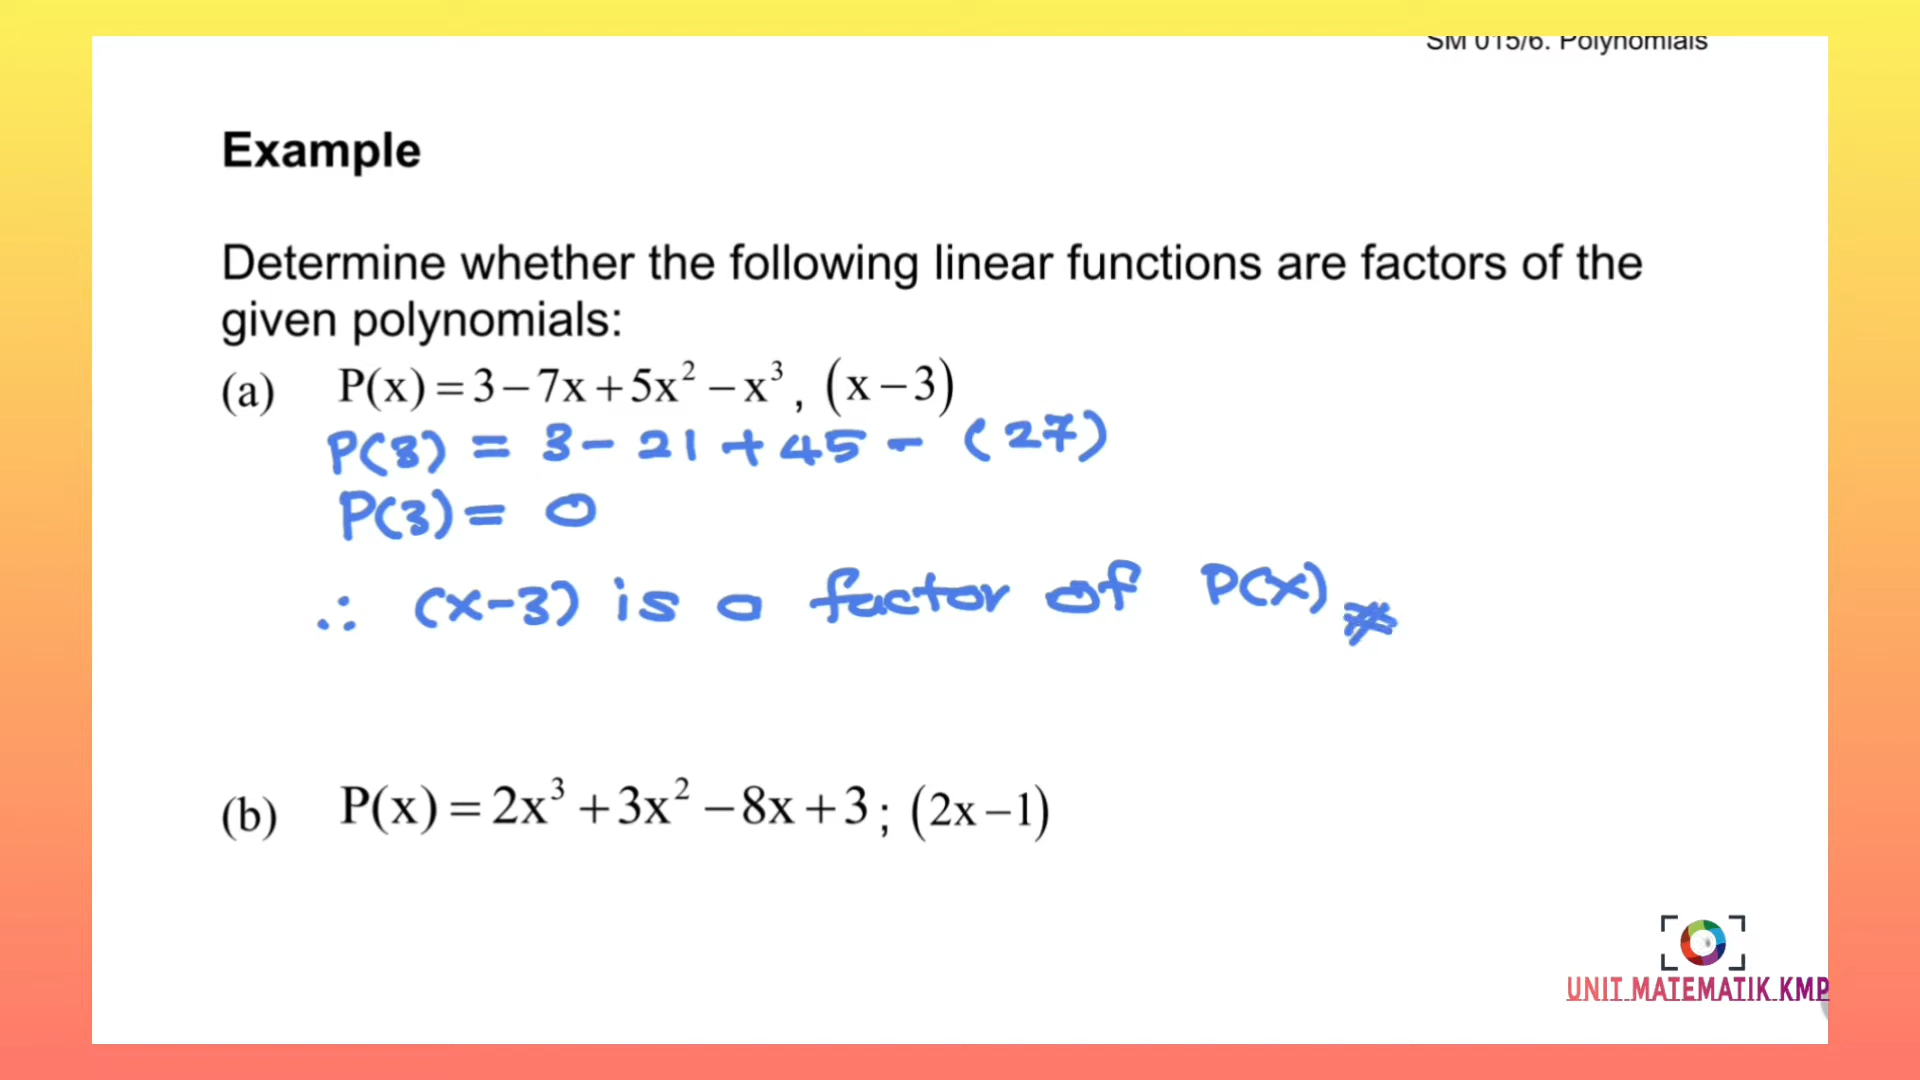 SM 015/6. Polynomials
Example
Determine whether the following linear functions are factors of the
given polynomials:
(a) P(x) = 3 − 7x + 5x² − x³ , (x − 3)
P(3) = 3 − 21 + 45 − (27)
P(3) = 0
∴ (x−3) is a factor of P(x) #
(b) P(x) = 2x³ + 3x² − 8x + 3 ; (2x − 1)
UNIT MATEMATIK KMP